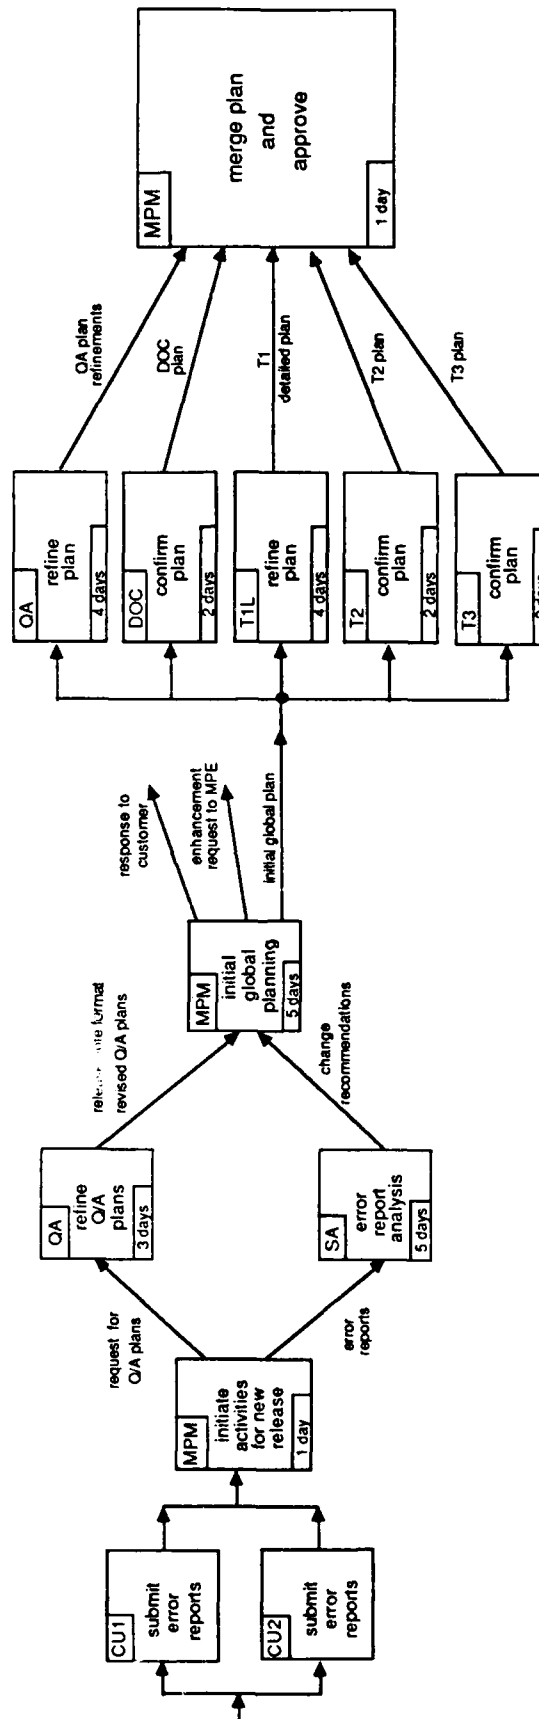 CU1
submit
error
reports
CU2
submit
error
reports
MPM
initiate
activities
for new
release
1 day
request for
Q/A plans
error
reports
QA
refine
Q/A
plans
3 days
SA
error
report
analysis
5 days
format
revised Q/A plans
change
recommendations
MPM
initial
global
planning
5 days
response to
customer
enhancement
request to MPE
initial global plan
QA
refine
plan
4 days
DOC
confirm
plan
2 days
T1L
refine
plan
4 days
T2
confirm
plan
2 days
T3
confirm
plan
QA plan
refinements
DOC
plan
T1
detailed plan
T2 plan
T3 plan
MPM
merge plan
and
approve
1 day